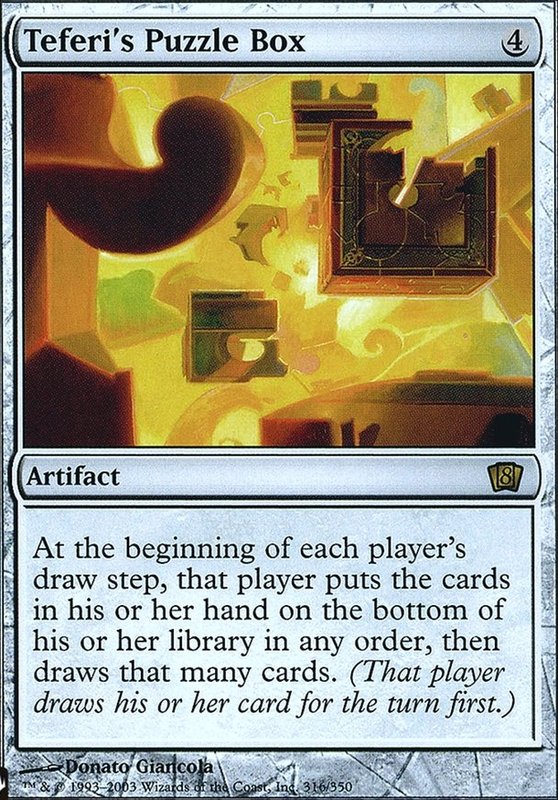 Teferi's Puzzle Box 4
Artifact 8
At the beginning of each player's
draw step, that player puts the cards
in his or her hand on the bottom of
his or her library in any order, then
draws that many cards. (That player
draws his or her card for the turn first.)
Donato Giancola
™ & © 1993–2003 Wizards of the Coast, Inc. 316/350